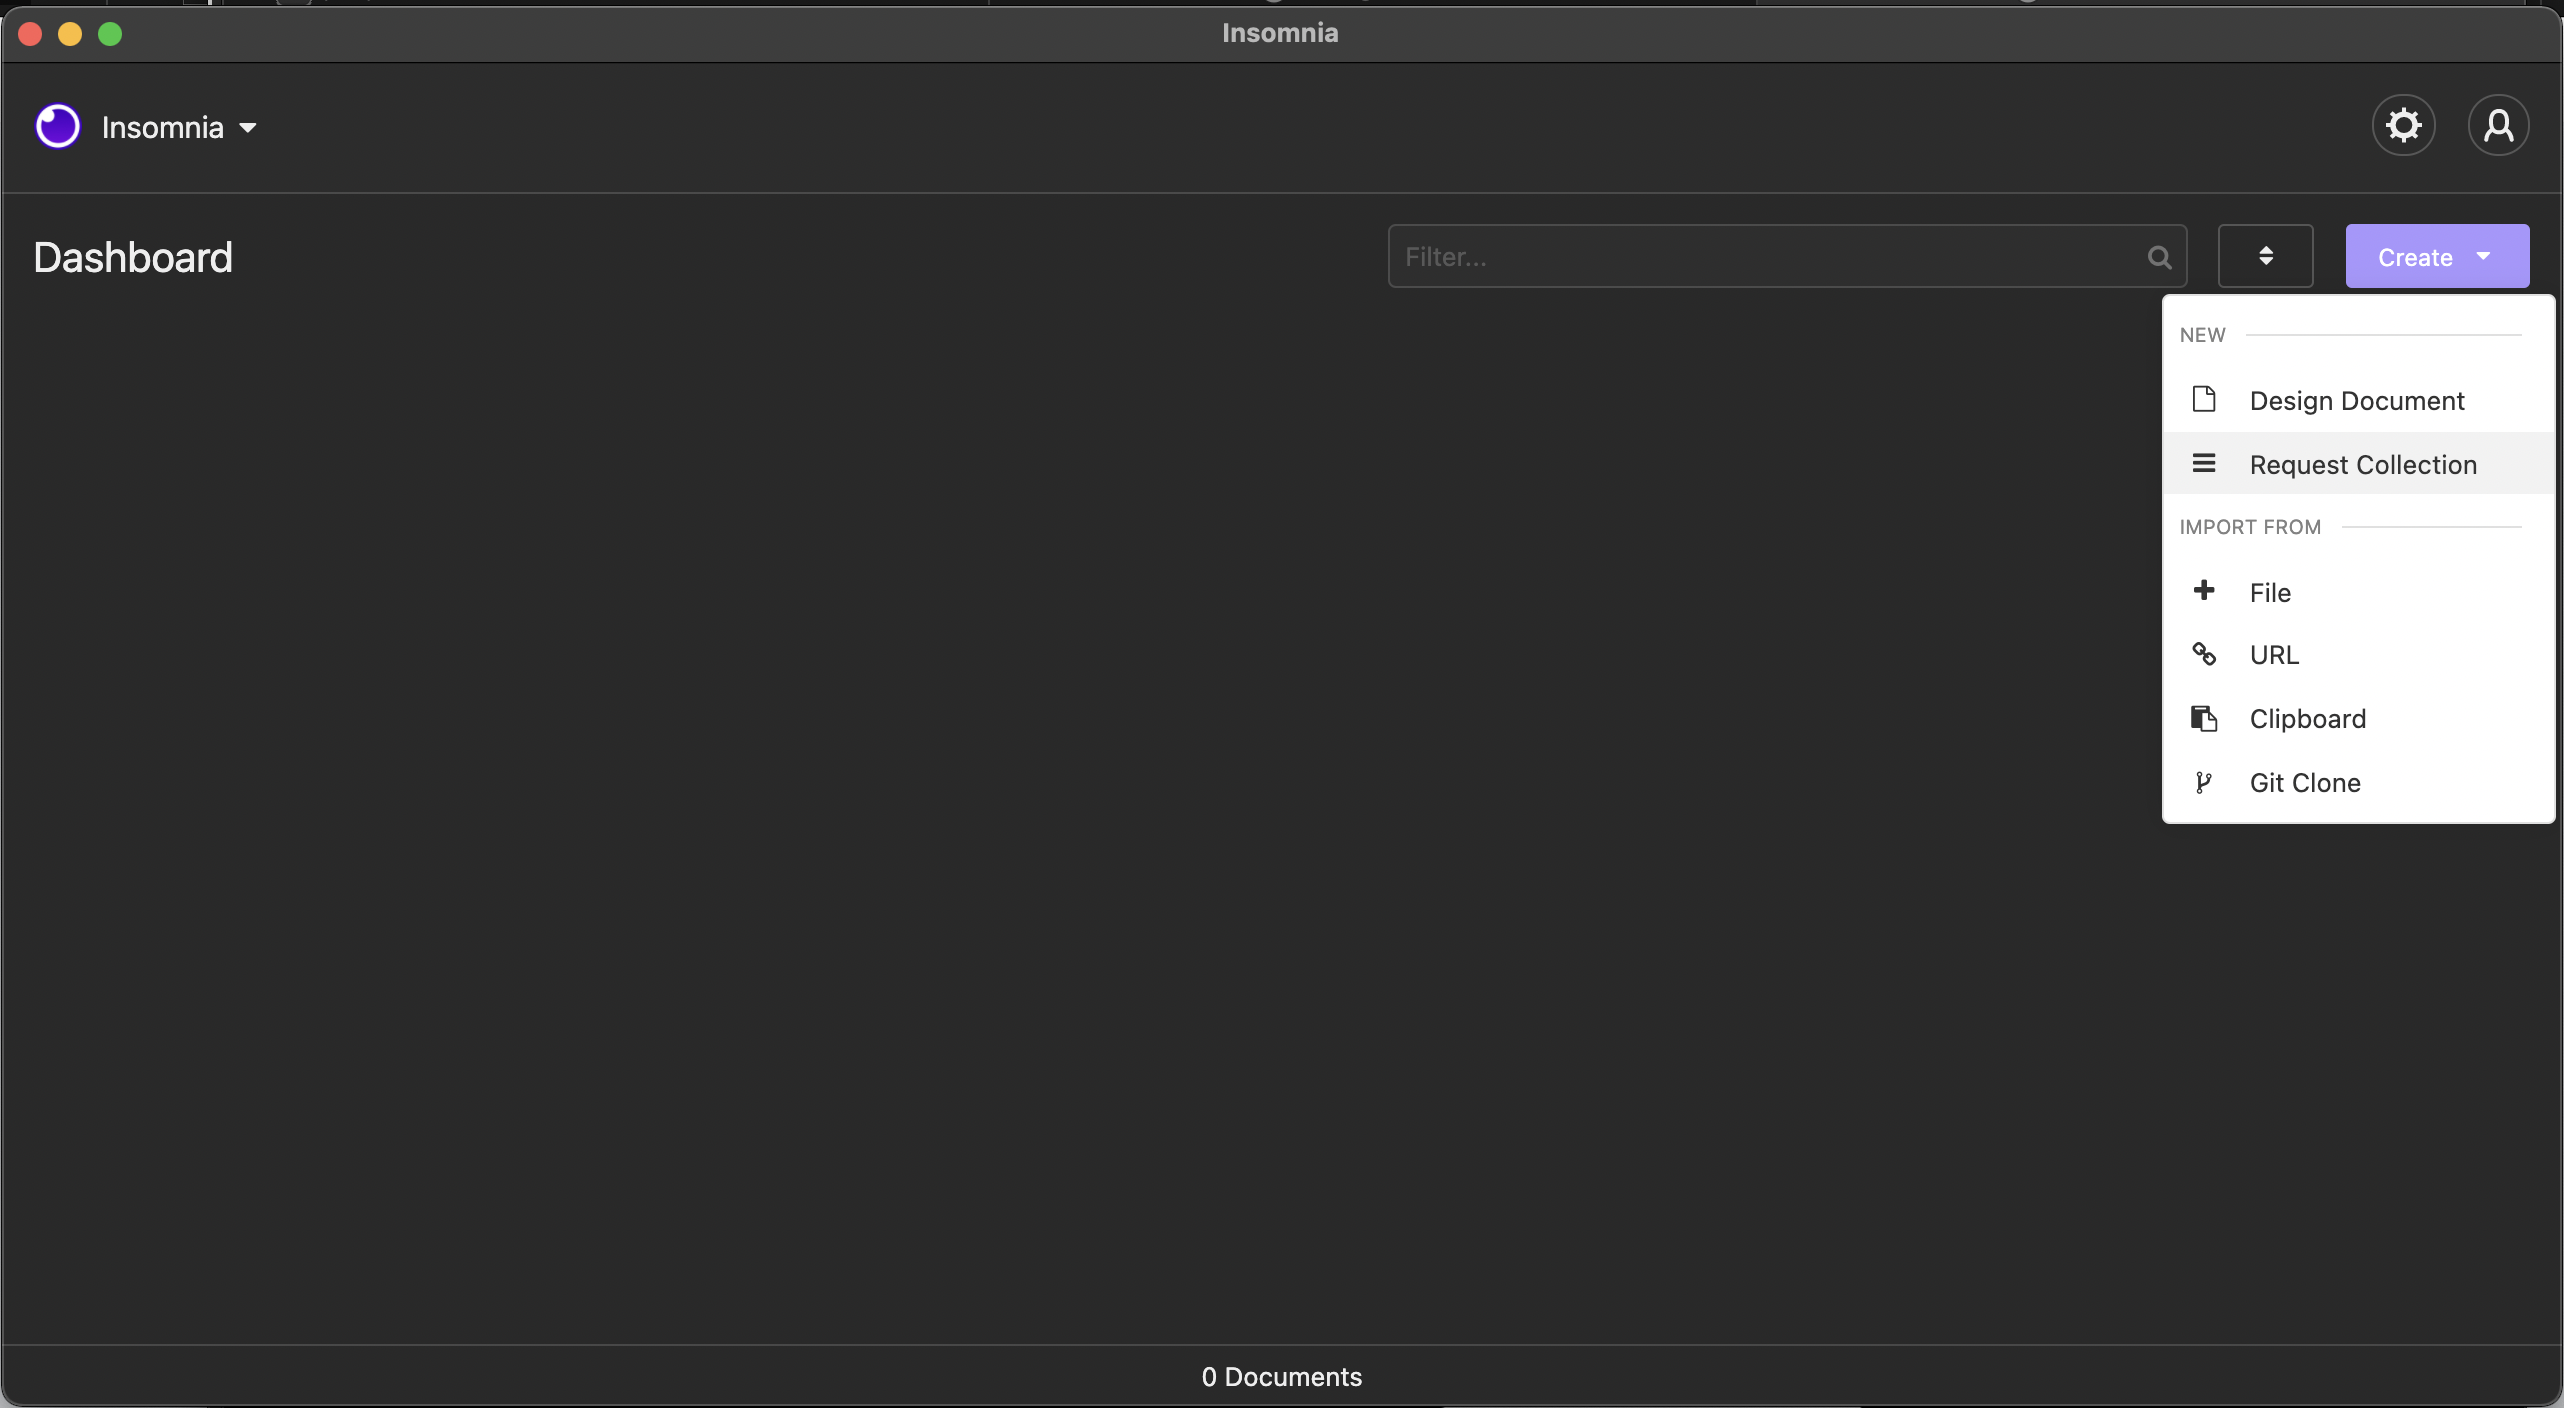 Insomnia
Insomnia
Dashboard
Filter...
Create
NEW
Design Document
Request Collection
IMPORT FROM
File
URL
Clipboard
Git Clone
0 Documents